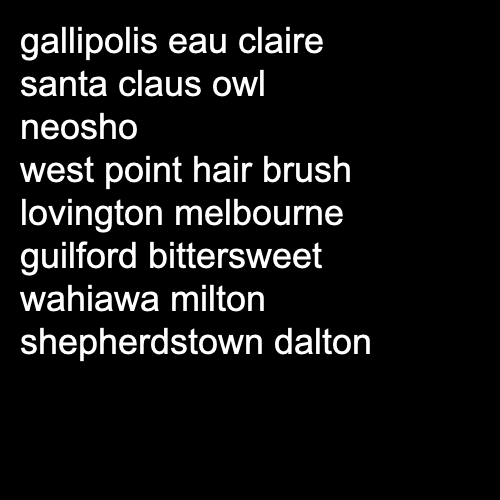 gallipolis eau claire
santa claus owl
neosho
west point hair brush
lovington melbourne
guilford bittersweet
wahiawa milton
shepherdstown dalton